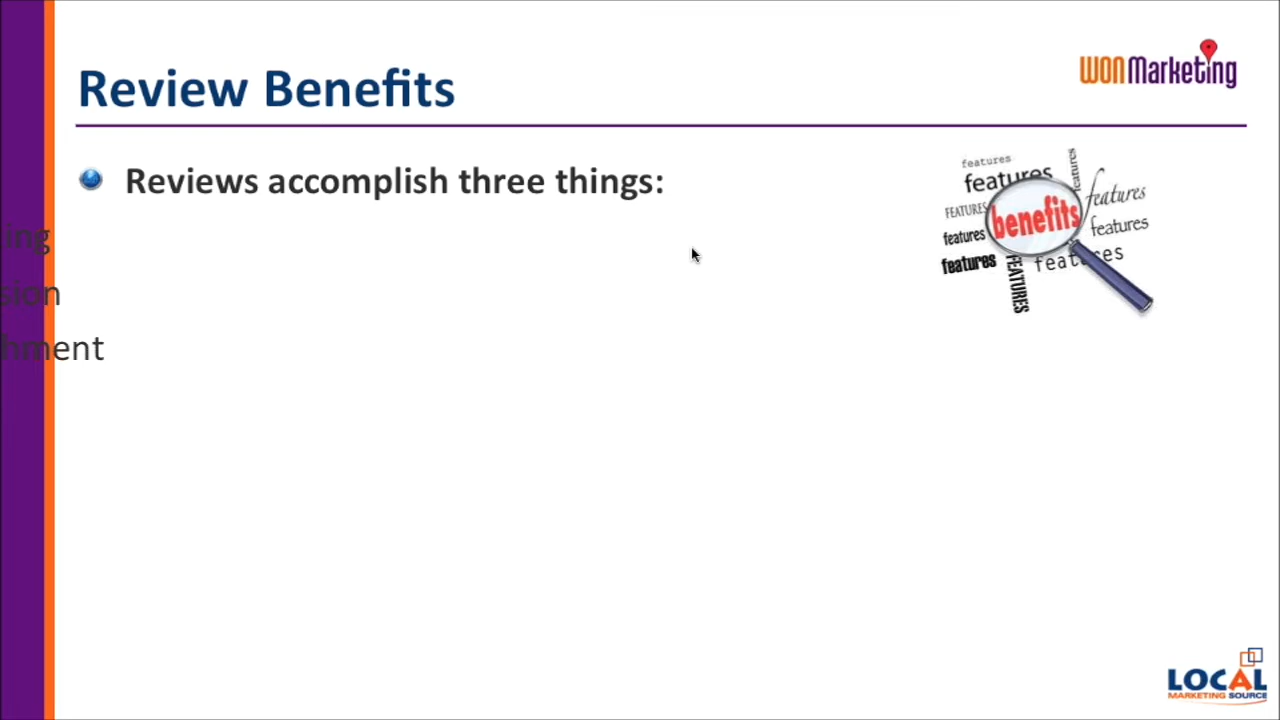 Review Benefits
WONMarketing
Reviews accomplish three things:
ing
sion
hment
features
features
features
FEATURES
benefits
features
features
features
features
features
FEATURES
LOCAL
MARKETING SOURCE